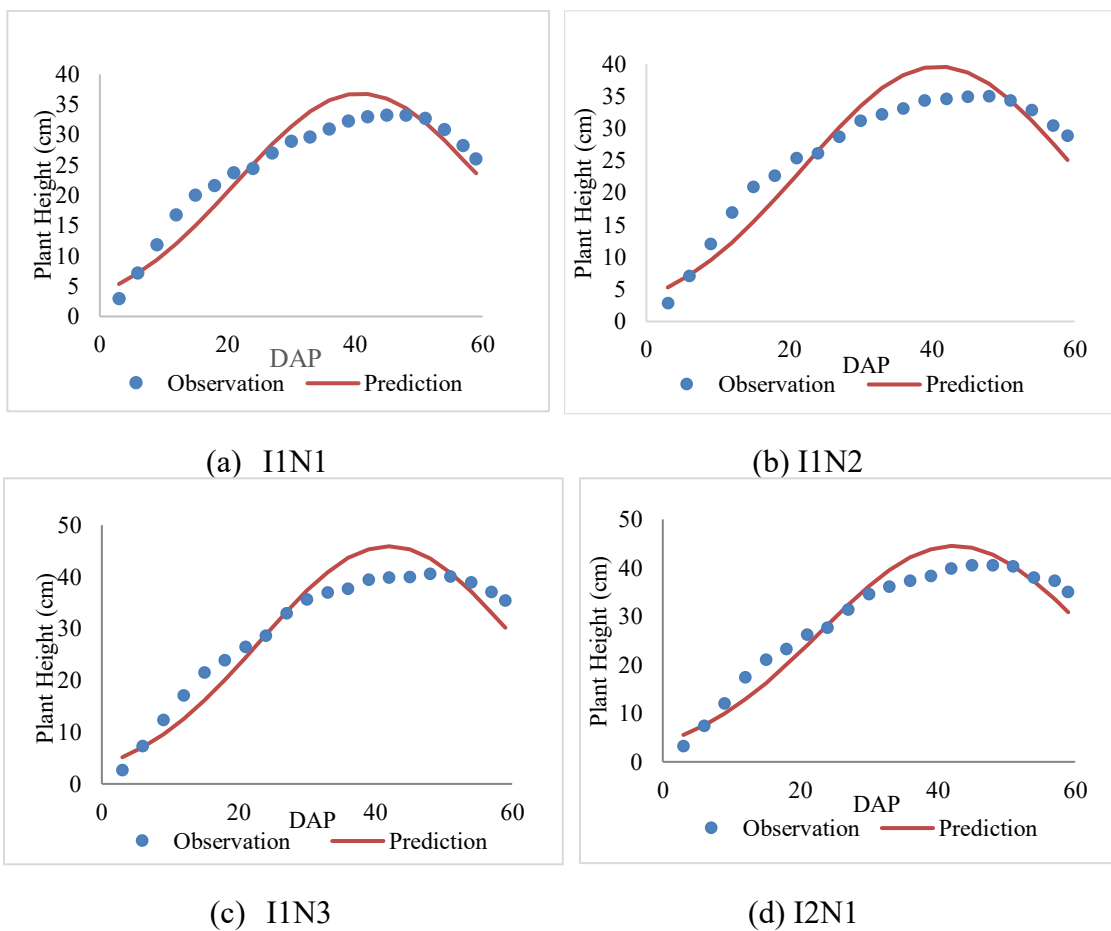 40
35
30
25
20
15
10
5
0
Plant Height (cm)
0 20 40 60
DAP
Observation Prediction
(a) I1N1
40
35
30
25
20
15
10
5
0
Plant Height (cm)
0 20 40 60
DAP
Observation Prediction
(b) I1N2
50
40
30
20
10
0
Plant Height (cm)
0 20 40 60
DAP
Observation Prediction
(c) I1N3
50
40
30
20
10
0
Plant Height (cm)
0 20 40 60
DAP
Observation Prediction
(d) I2N1